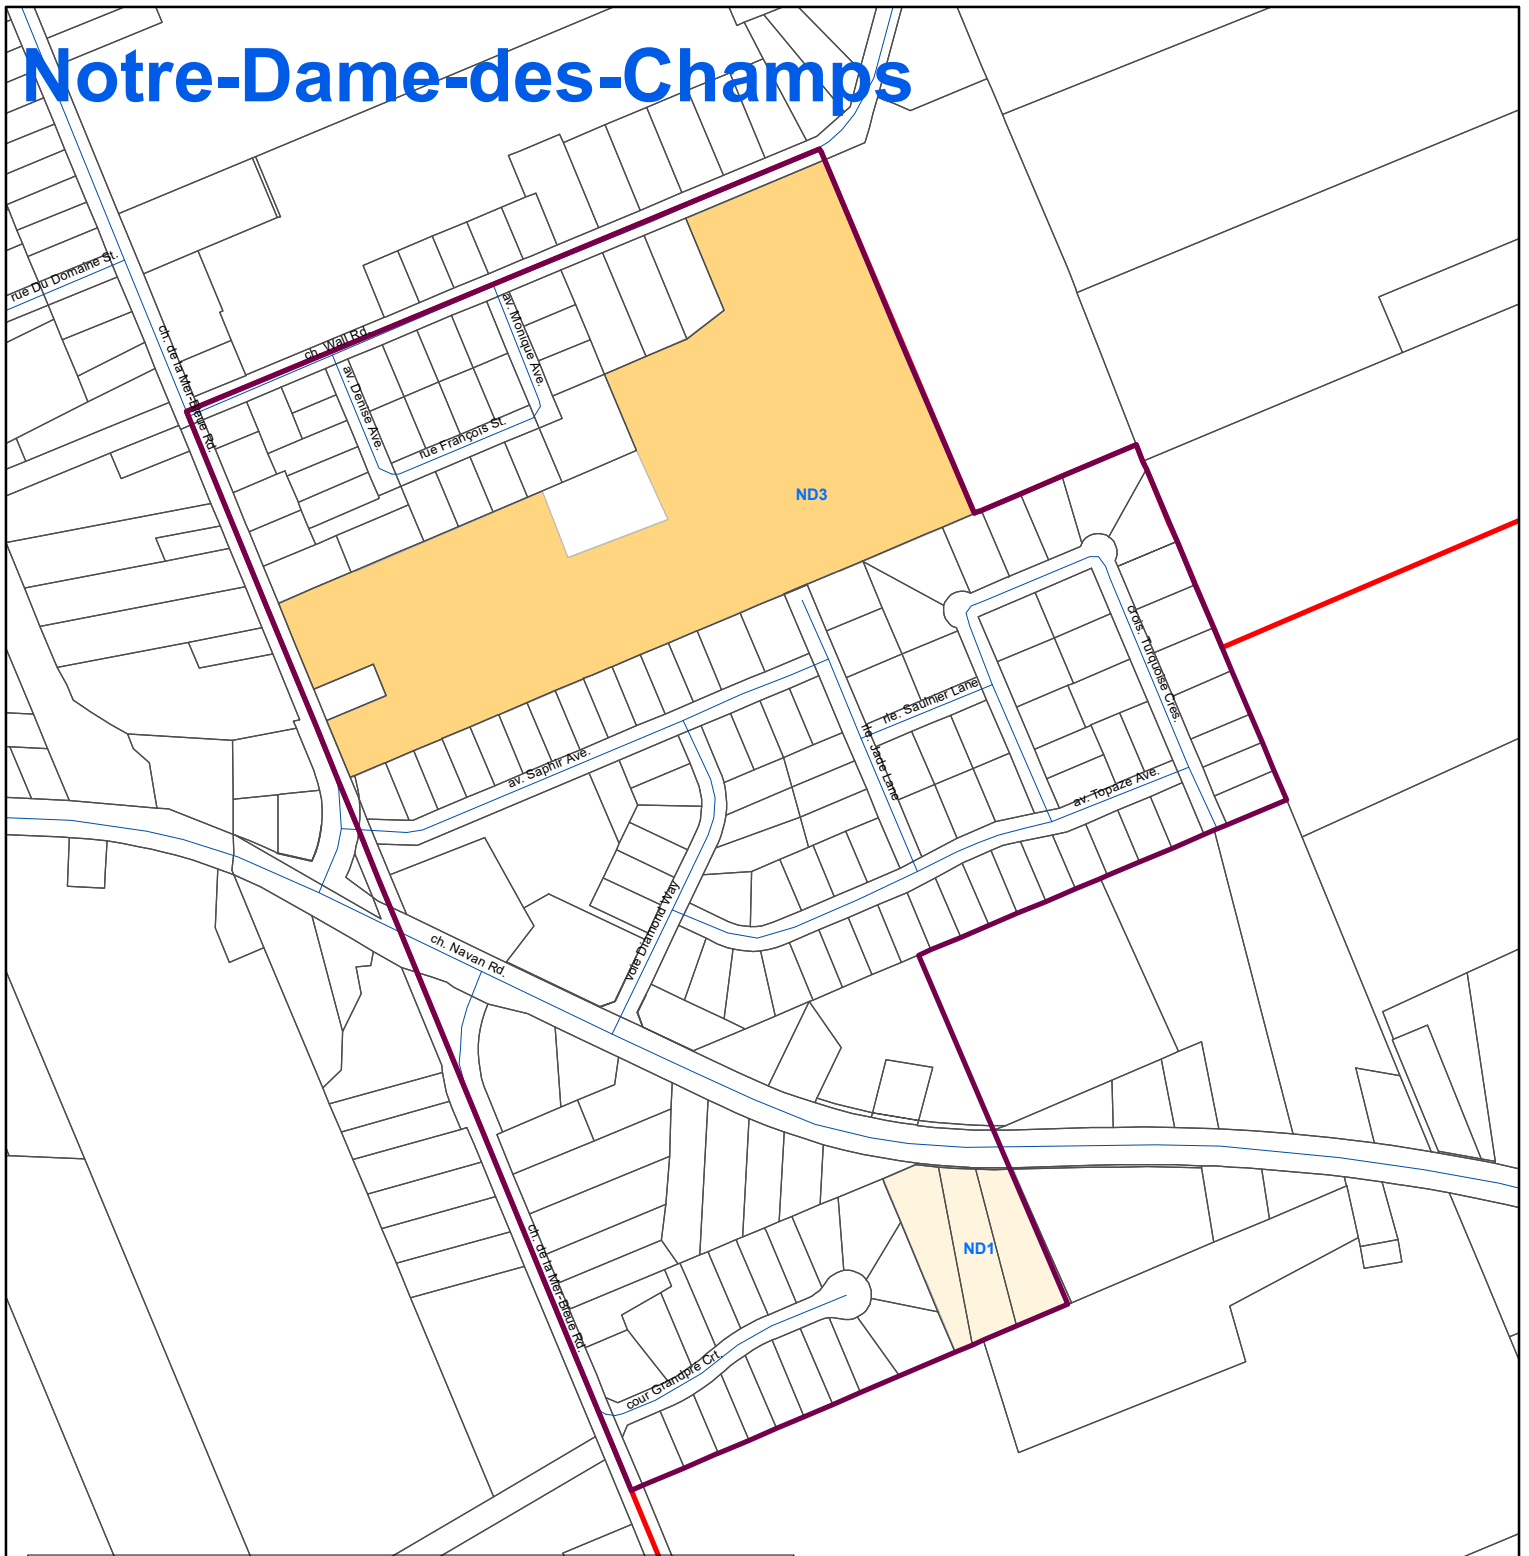 Notre-Dame-des-Champs
rue Du Domaine St.
ch. de la Mer-Bleue Rd.
ch. Wall Rd.
av. Monique Ave.
av. Denise Ave.
rue François St.
ND3
crois. Turquoise Cres.
rle. Saulnier Lane
rle. Jade Lane
av. Saphir Ave.
av. Topaze Ave.
voie Diamond Way
ch. Navan Rd.
ND1
ch. de la Mer-Bleue Rd.
cour Grandpré Crt.